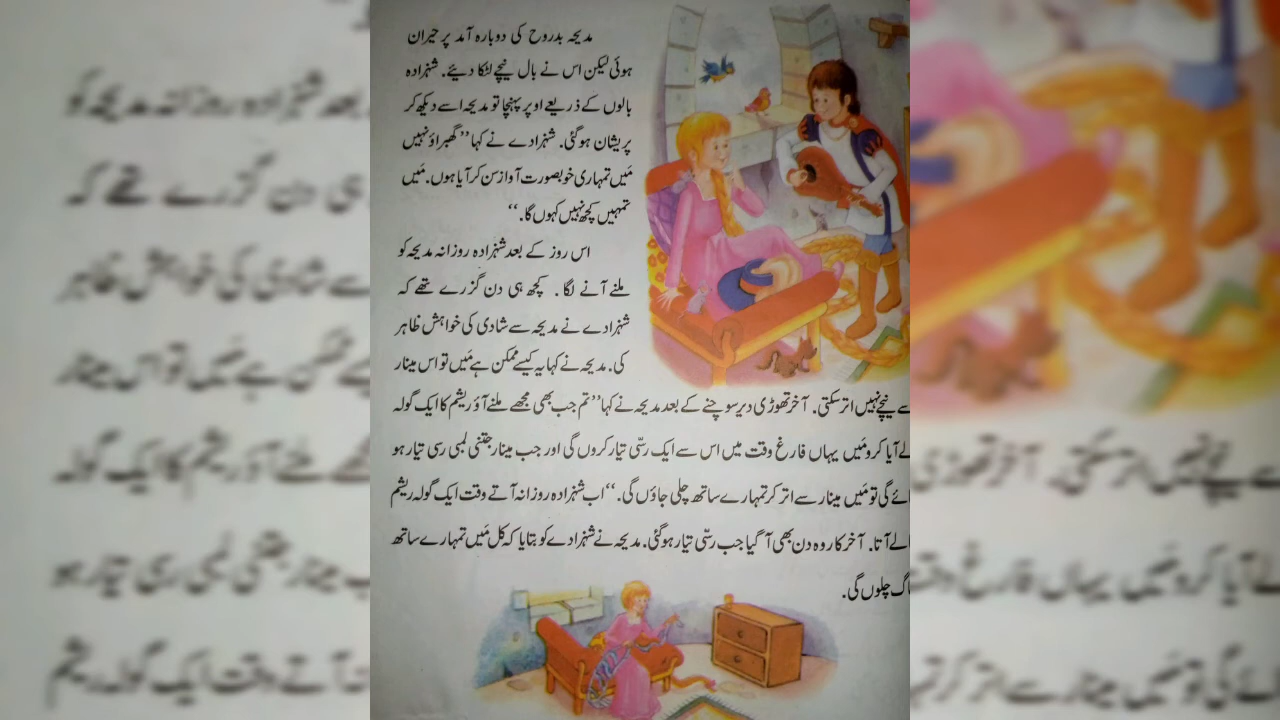 مدیحہ بدروح کی دوبارہ آمد پر حیران
ہوئی لیکن اس نے بال نیچے لٹکا دیئے۔ شہزادہ
بالوں کے ذریعے اوپر پہنچا تو مدیحہ اسے دیکھ کر
پریشان ہوگئی۔ شہزادے نے کہا ’’گھبراؤ نہیں
مَیں تمہاری خوبصورت آواز سن کر آیا ہوں۔ مَیں
تمہیں کچھ نہیں کہوں گا۔‘‘
اس روز کے بعد شہزادہ روزانہ مدیحہ کو
ملنے آنے لگا۔ کچھ ہی دن گزرے تھے کہ
شہزادے نے مدیحہ سے شادی کی خواہش ظاہر
کی۔ مدیحہ نے کہا یہ کیسے ممکن ہے مَیں تو اس مینار
سے نیچے نہیں اتر سکتی۔ آخر تھوڑی دیر سوچنے کے بعد مدیحہ نے کہا ’’تم جب بھی مجھے ملنے آؤ ریشم کا ایک گولہ
لے آیا کرو مَیں یہاں فارغ وقت میں اس سے ایک رسّی تیار کروں گی اور جب مینار جتنی لمبی رسی تیار ہو
ئے گی تو مَیں مینار سے اتر کر تمہارے ساتھ چلی جاؤں گی۔‘‘ اب شہزادہ روزانہ آتے وقت ایک گولہ ریشم
لے آتا۔ آخر کار وہ دن بھی آ گیا جب رسّی تیار ہوگئی۔ مدیحہ نے شہزادے کو بتایا کہ کل مَیں تمہارے ساتھ
اگ چلوں گی۔